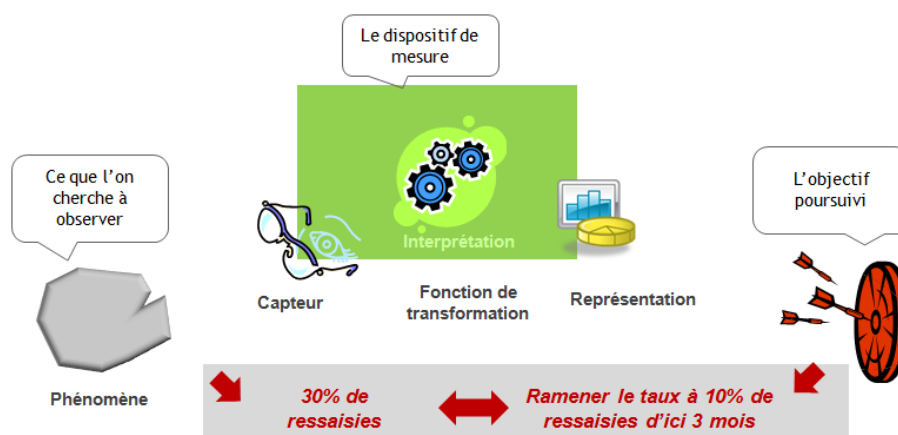 Le dispositif de
mesure
Ce que l'on
cherche à
observer
L'objectif
poursuivi
Interprétation
Capteur
Fonction de
transformation
Représentation
Phénomène
30% de
ressaisies
Ramener le taux à 10% de
ressaisies d'ici 3 mois